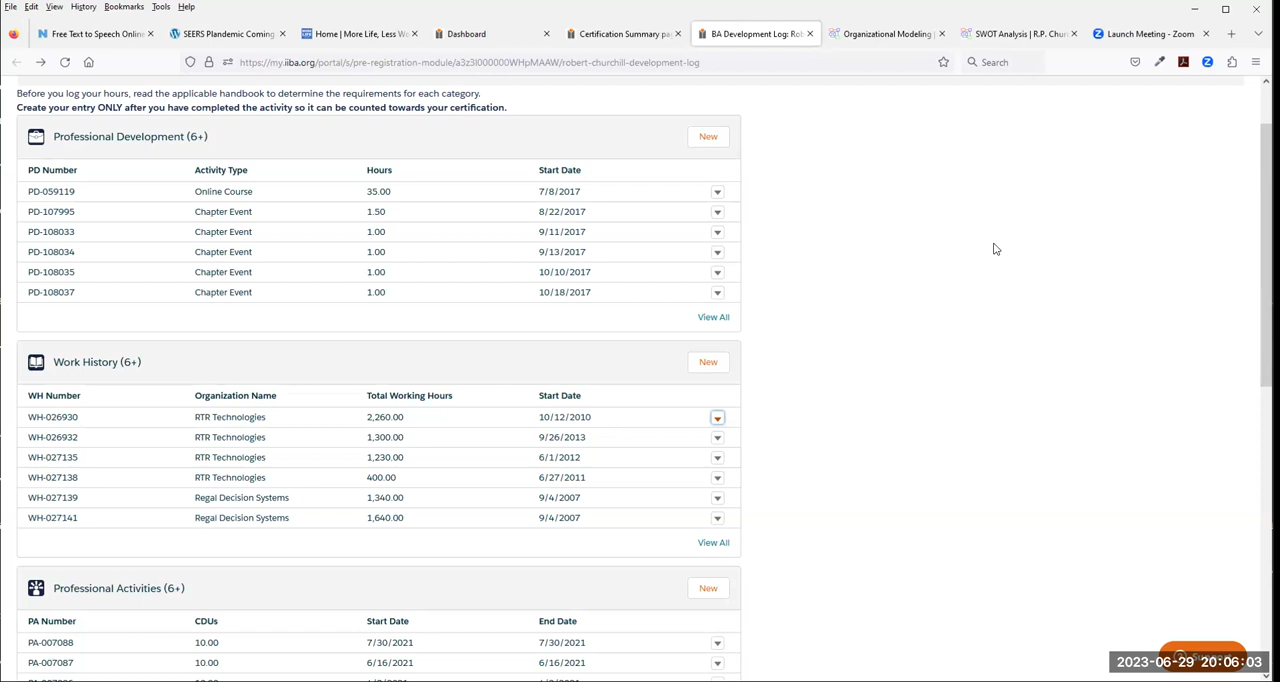 File Edit View History Bookmarks Tools Help
Free Text to Speech Online SEERS Plandemic Coming Home | More Life, Less Wo Dashboard Certification Summary pa BA Development Log: Rob Organizational Modeling | SWOT Analysis | R.P. Chur Launch Meeting - Zoom
https://my.iiba.org/portal/s/pre-registration-module/a3z3l000000WHpMAAW/robert-churchill-development-log Search
Before you log your hours, read the applicable handbook to determine the requirements for each category.
Create your entry ONLY after you have completed the activity so it can be counted towards your certification.
Professional Development (6+) New
PD Number Activity Type Hours Start Date
PD-059119 Online Course 35.00 7/8/2017
PD-107995 Chapter Event 1.50 8/22/2017
PD-108033 Chapter Event 1.00 9/11/2017
PD-108034 Chapter Event 1.00 9/13/2017
PD-108035 Chapter Event 1.00 10/10/2017
PD-108037 Chapter Event 1.00 10/18/2017
View All
Work History (6+) New
WH Number Organization Name Total Working Hours Start Date
WH-026930 RTR Technologies 2,260.00 10/12/2010
WH-026932 RTR Technologies 1,300.00 9/26/2013
WH-027135 RTR Technologies 1,230.00 6/1/2012
WH-027138 RTR Technologies 400.00 6/27/2011
WH-027139 Regal Decision Systems 1,340.00 9/4/2007
WH-027141 Regal Decision Systems 1,640.00 9/4/2007
View All
Professional Activities (6+) New
PA Number CDUs Start Date End Date
PA-007088 10.00 7/30/2021 7/30/2021
PA-007087 10.00 6/16/2021 6/16/2021
2023-06-29 20:06:03